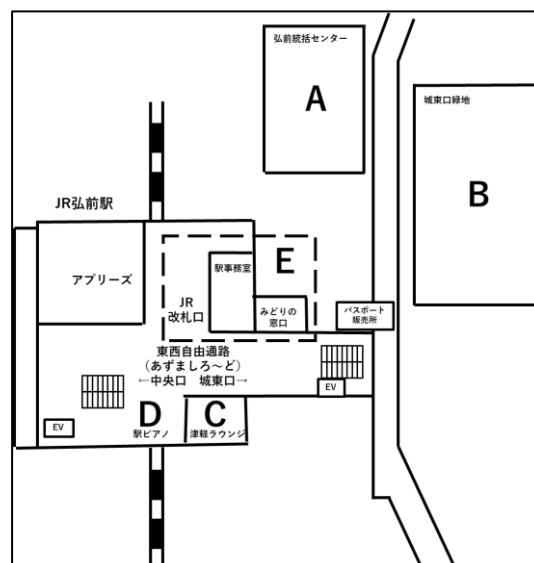 弘前統括センター
A
城東口緑地
B
JR弘前駅
アプリーズ
E
駅事務室
JR
改札口
みどりの
窓口
パスポート
販売所
東西自由通路
(あずましろ~ど)
←中央口 城東口→
EV
EV
D
駅ピアノ
C
津軽ラウンジ